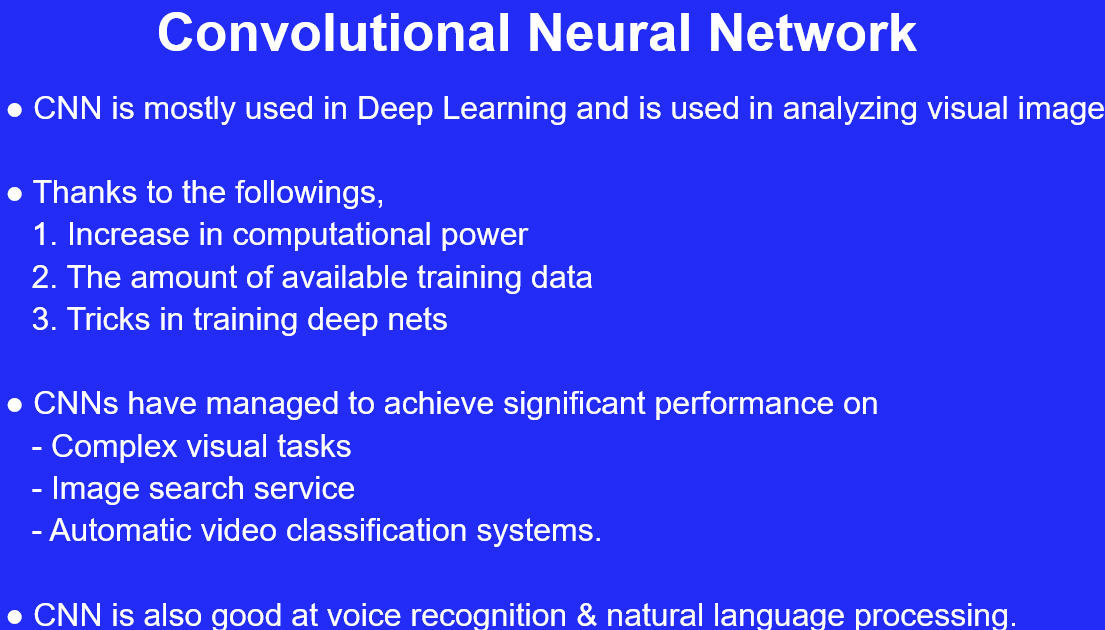 Convolutional Neural Network
● CNN is mostly used in Deep Learning and is used in analyzing visual image
● Thanks to the followings,
1. Increase in computational power
2. The amount of available training data
3. Tricks in training deep nets
● CNNs have managed to achieve significant performance on
- Complex visual tasks
- Image search service
- Automatic video classification systems.
● CNN is also good at voice recognition & natural language processing.